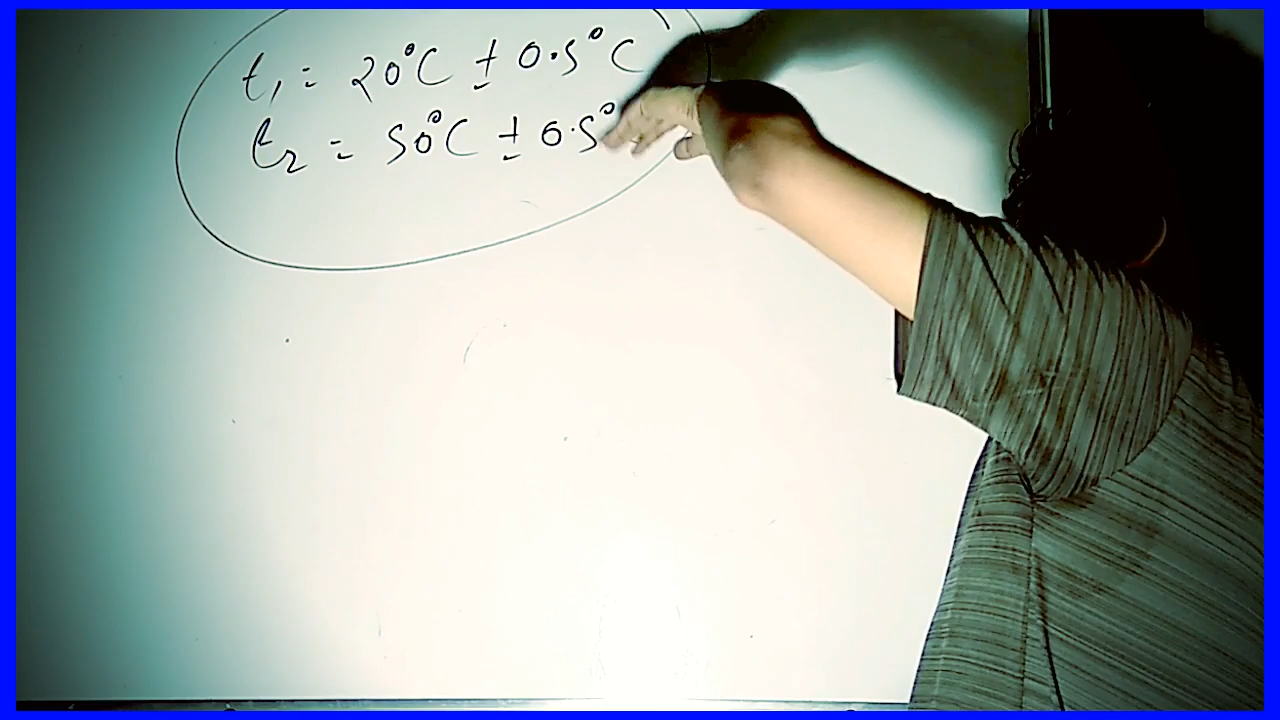 t₁ = 20°C ± 0.5°C
t₂ = 50°C ± 0.5°